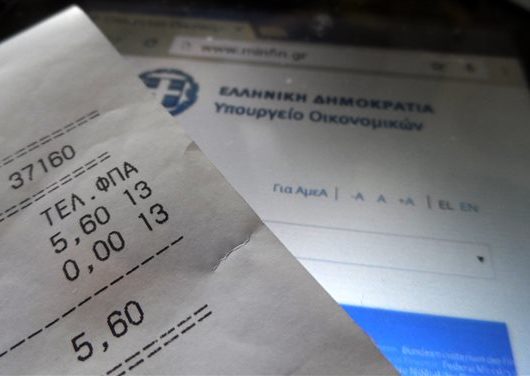 37160
ΤΕΛ.ΦΠΑ
5,60 13
0,00 13
5,60
www.minfin.gr
ΕΛΛΗΝΙΚΗ ΔΗΜΟΚΡΑΤΙΑ
Υπουργείο Οικονομικών
Για ΑμεΑ | -A A +A | EL EN